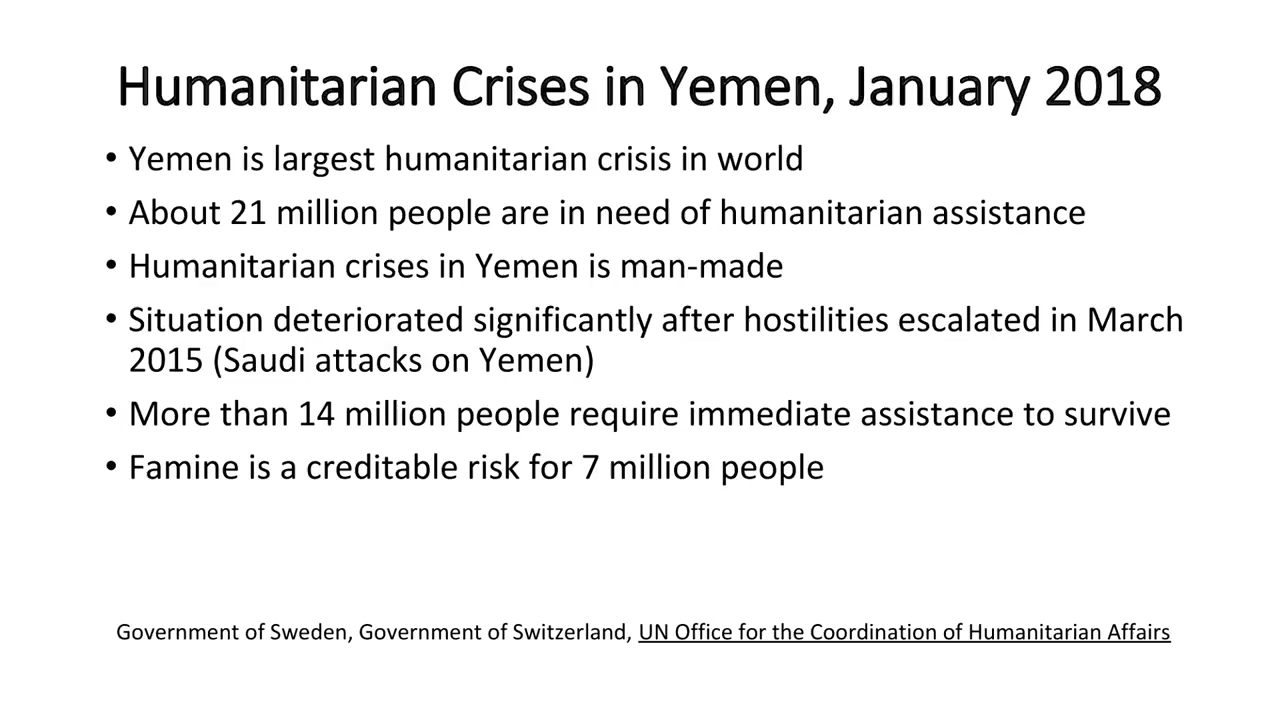 Humanitarian Crises in Yemen, January 2018
• Yemen is largest humanitarian crisis in world
• About 21 million people are in need of humanitarian assistance
• Humanitarian crises in Yemen is man-made
• Situation deteriorated significantly after hostilities escalated in March
2015 (Saudi attacks on Yemen)
• More than 14 million people require immediate assistance to survive
• Famine is a creditable risk for 7 million people
Government of Sweden, Government of Switzerland, UN Office for the Coordination of Humanitarian Affairs